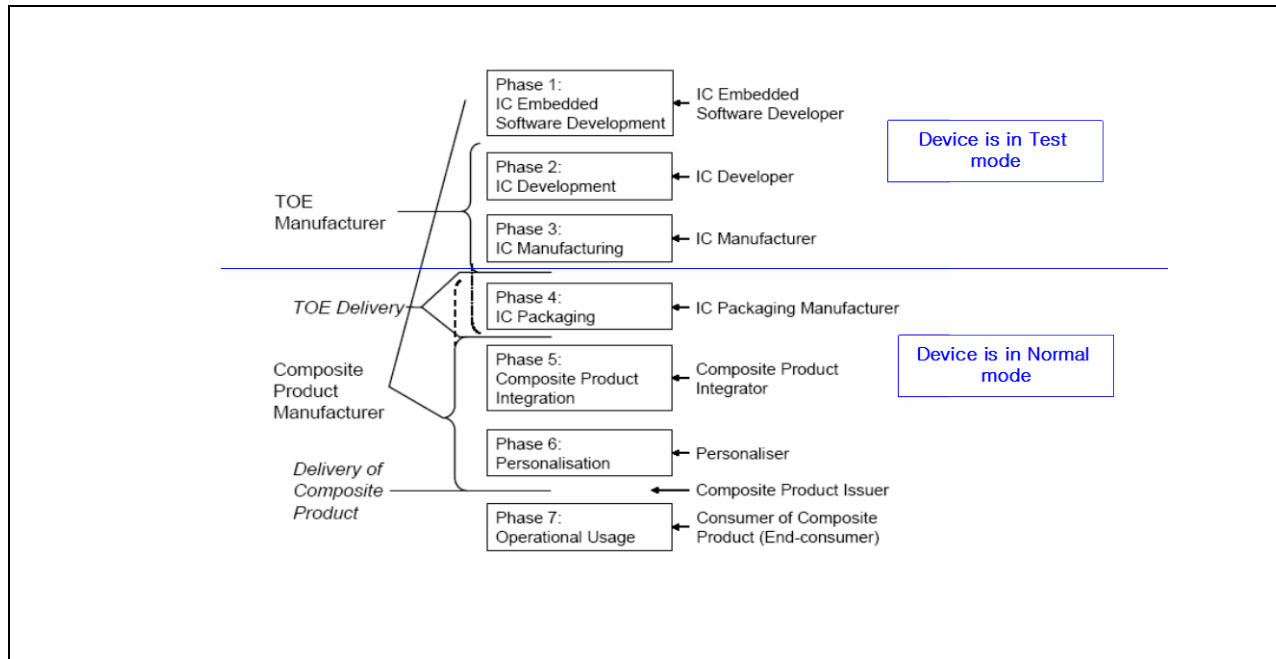 Phase 1:
IC Embedded
Software Development
IC Embedded
Software Developer
Device is in Test
mode
Phase 2:
IC Development
IC Developer
TOE
Manufacturer
Phase 3:
IC Manufacturing
IC Manufacturer
TOE Delivery
Phase 4:
IC Packaging
IC Packaging Manufacturer
Device is in Normal
mode
Composite
Product
Manufacturer
Phase 5:
Composite Product
Integration
Composite Product
Integrator
Phase 6:
Personalisation
Personaliser
Delivery of
Composite
Product
Composite Product Issuer
Phase 7:
Operational Usage
Consumer of Composite
Product (End-consumer)